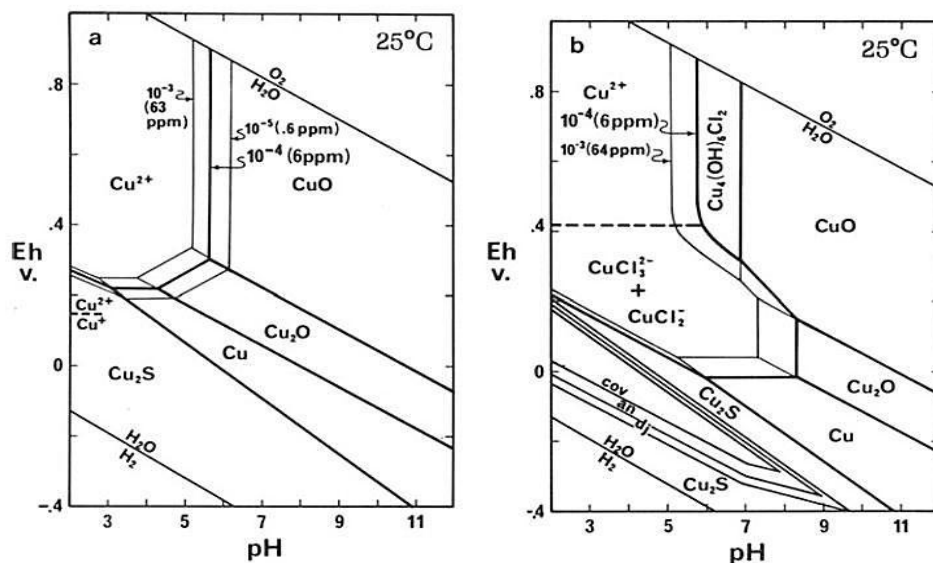 a
25°C
O₂
H₂O
.8
10⁻³
(63
ppm)
10⁻⁵ (.6 ppm)
10⁻⁴ (6ppm)
Cu²⁺
CuO
.4
Eh
v.
Cu²⁺
Cu⁺
Cu₂O
Cu
0
Cu₂S
H₂O
H₂
-.4
3 5 7 9 11
pH
b
25°C
O₂
H₂O
.8
Cu²⁺
10⁻⁴ (6ppm)
10⁻³ (64 ppm)
Cu₄(OH)₆Cl₂
CuO
.4
Eh
v.
CuCl₃²⁻
+
CuCl₂⁻
0
Cu₂O
Cu₂S
cov
an
dj
Cu
H₂O
H₂
Cu₂S
-.4
3 5 7 9 11
pH